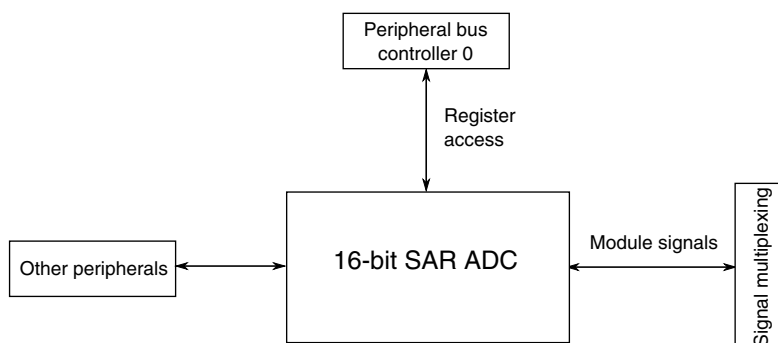 Peripheral bus
controller 0
Register
access
Other peripherals
16-bit SAR ADC
Module signals
Signal multiplexing